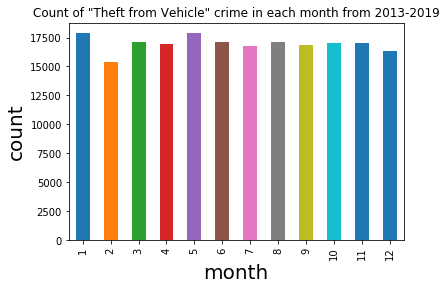 Count of "Theft from Vehicle" crime in each month from 2013-2019
17500
15000
12500
10000
7500
5000
2500
0
count
1 2 3 4 5 6 7 8 9 10 11 12
month